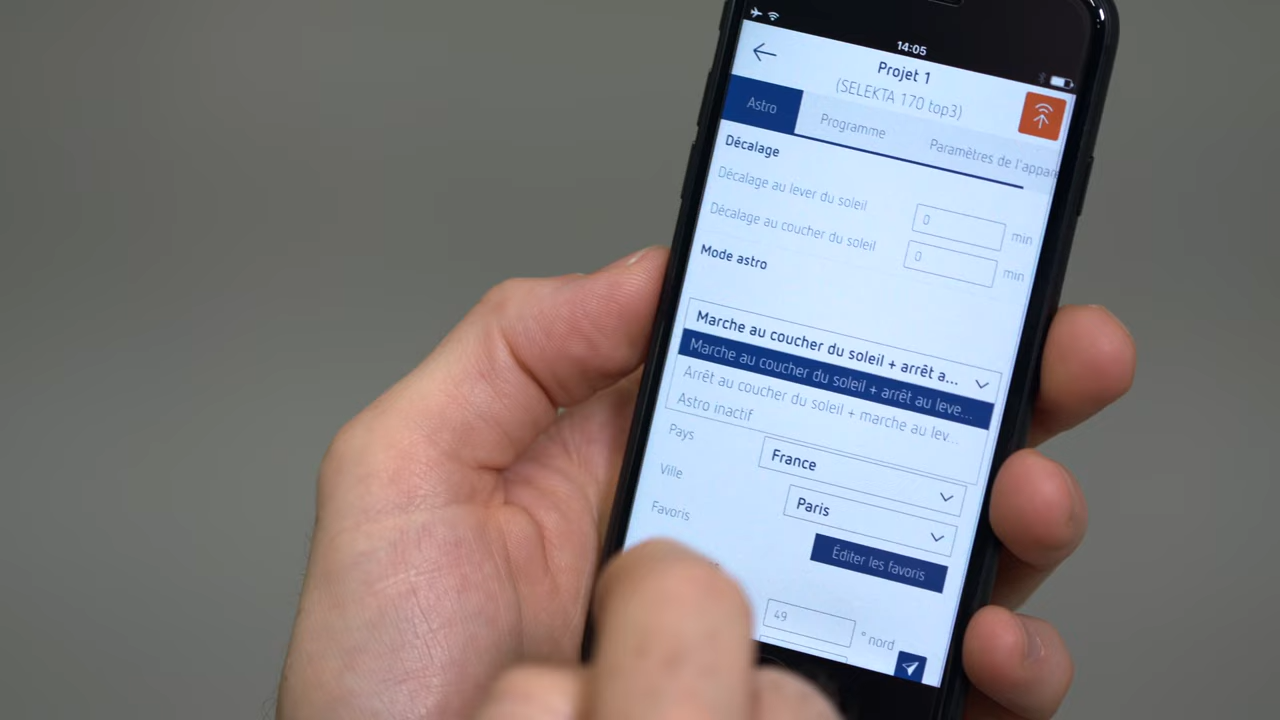 14:05
Projet 1
(SELEKTA 170 top3)
Astro
Programme
Paramètres de l'appar
Décalage
Décalage au lever du soleil
0
min
Décalage au coucher du soleil
0
min
Mode astro
Marche au coucher du soleil + arrêt a...
Marche au coucher du soleil + arrêt au leve...
Arrêt au coucher du soleil + marche au lev...
Astro inactif
Pays
France
Ville
Paris
Favoris
Éditer les favoris
49
° nord